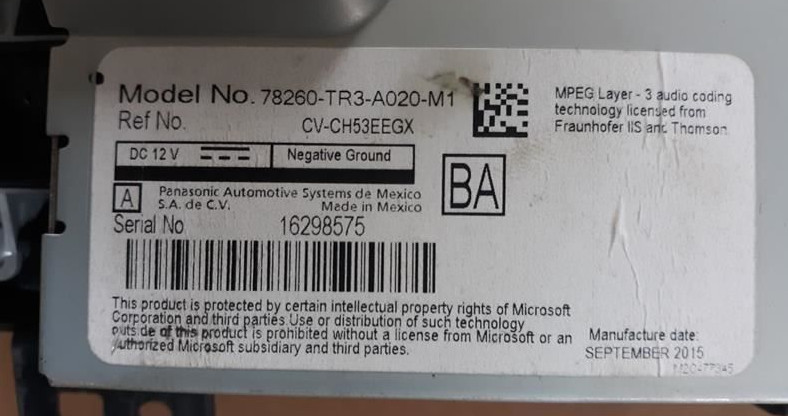 Model No. 78260-TR3-A020-M1
Ref No. CV-CH53EEGX
DC 12 V
Negative Ground
BA
A
Panasonic Automotive Systems de Mexico
S.A. de C.V. Made in Mexico
Serial No 16298575
MPEG Layer - 3 audio coding
technology licensed from
Fraunhofer IIS and Thomson
This product is protected by certain intellectual property rights of Microsoft
Corporation and third parties Use or distribution of such technology
outside of this product is prohibited without a license from Microsoft or an
authorized Microsoft subsidiary and third parties.
Manufacture date:
SEPTEMBER 2015